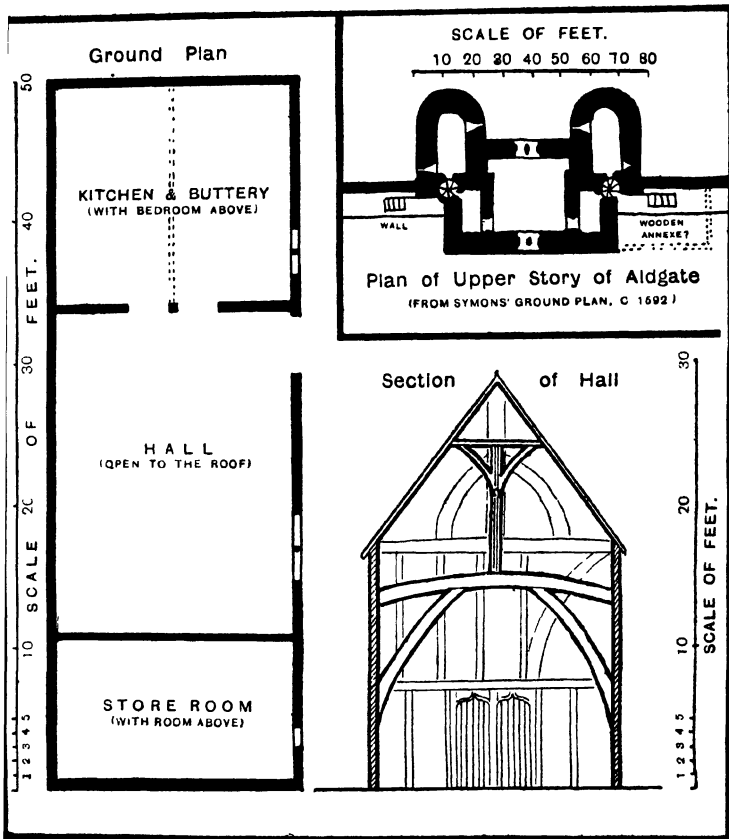 Ground Plan
50
KITCHEN & BUTTERY
(WITH BEDROOM ABOVE)
40
30
HALL
(OPEN TO THE ROOF)
20
10
STORE ROOM
(WITH ROOM ABOVE)
1 2 3 4 5
SCALE OF FEET.
SCALE OF FEET.
10 20 30 40 50 60 70 80
WALL
WOODEN
ANNEXE?
Plan of Upper Story of Aldgate
(FROM SYMONS' GROUND PLAN, C 1592)
Section of Hall
30
20
10
1 2 3 4 5
SCALE OF FEET.